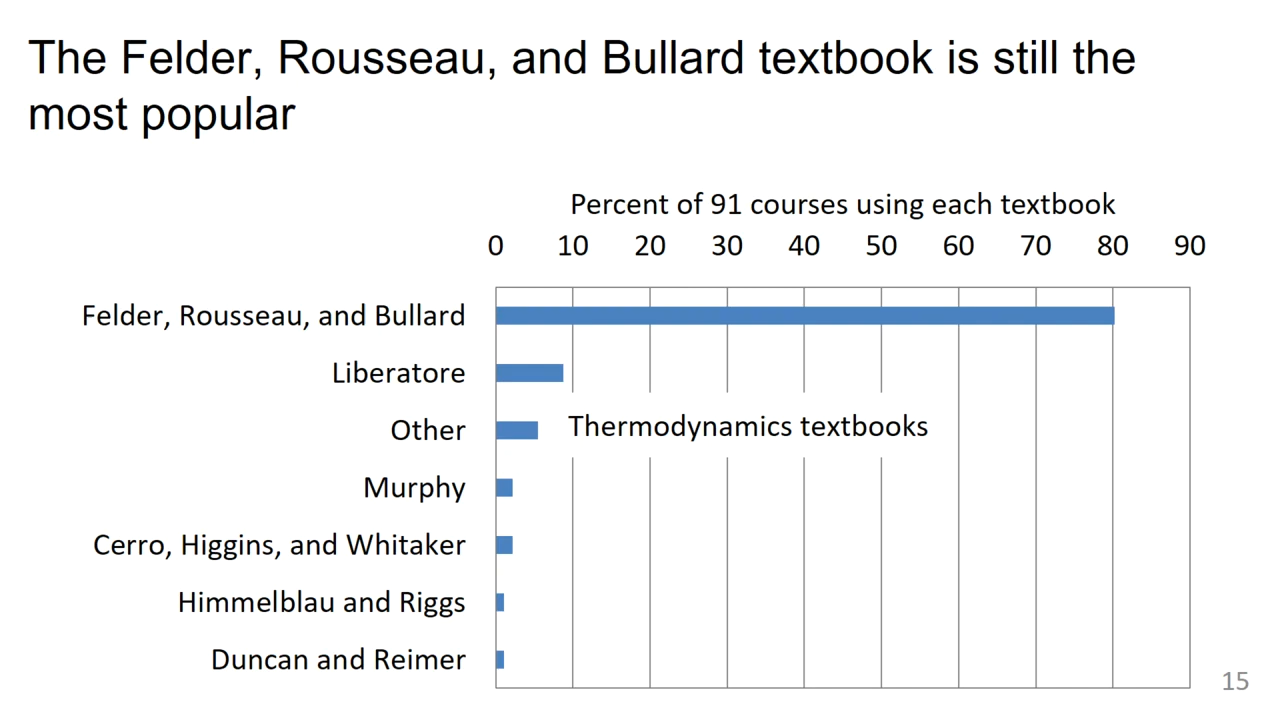 The Felder, Rousseau, and Bullard textbook is still the
most popular
Percent of 91 courses using each textbook
0 10 20 30 40 50 60 70 80 90
Felder, Rousseau, and Bullard
Liberatore
Other
Thermodynamics textbooks
Murphy
Cerro, Higgins, and Whitaker
Himmelblau and Riggs
Duncan and Reimer
15